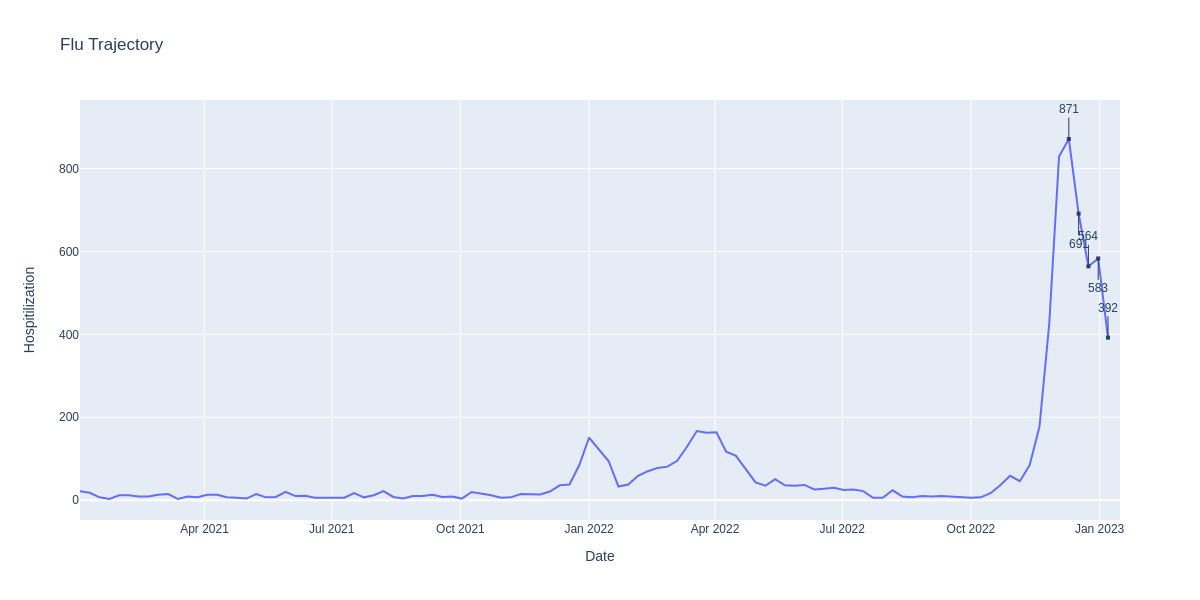 Flu Trajectory
871
800
564
691
600
583
392
400
200
0
Hospitilization
Apr 2021
Jul 2021
Oct 2021
Jan 2022
Apr 2022
Jul 2022
Oct 2022
Jan 2023
Date